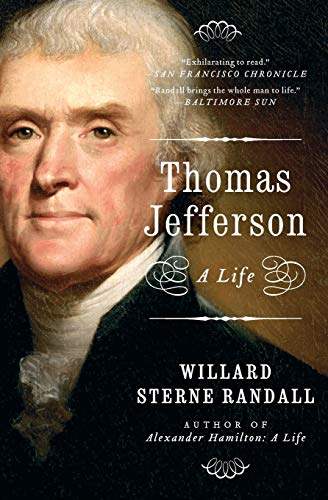 "Exhilarating to read."
—SAN FRANCISCO CHRONICLE
"Randall brings the whole man to life."
—BALTIMORE SUN
Thomas
Jefferson
A Life
WILLARD
STERNE RANDALL
AUTHOR OF
Alexander Hamilton: A Life